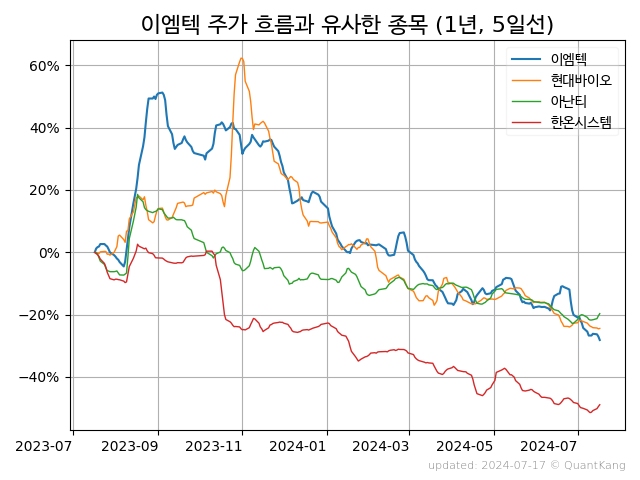 이엠텍 주가 흐름과 유사한 종목 (1년, 5일선)
이엠텍
현대바이오
아난티
한온시스템
60%
40%
20%
0%
−20%
−40%
2023-07 2023-09 2023-11 2024-01 2024-03 2024-05 2024-07
updated: 2024-07-17 © QuantKang